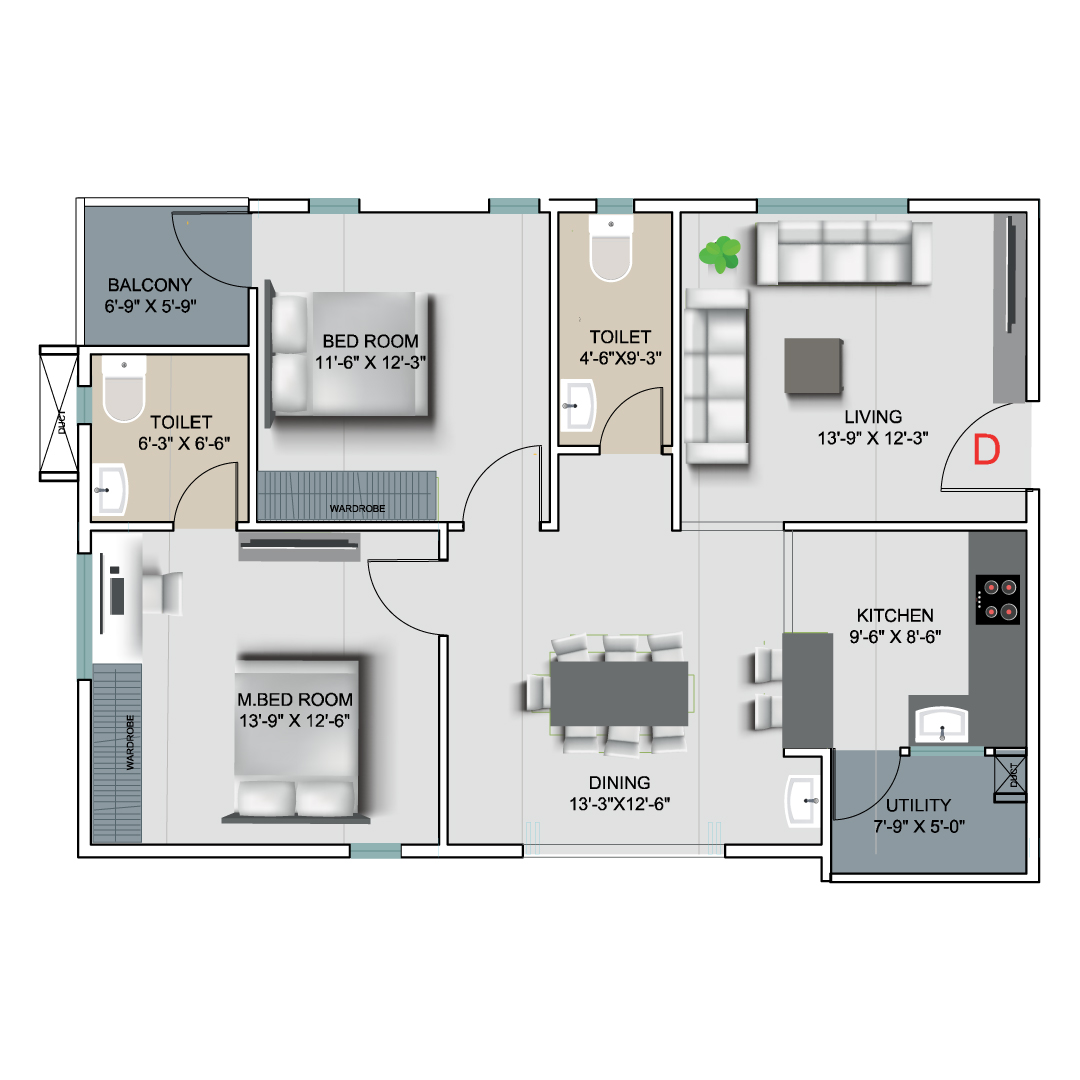 BALCONY
6'-9" X 5'-9"
BED ROOM
11'-6" X 12'-3"
TOILET
4'-6"X9'-3"
LIVING
13'-9" X 12'-3"
D
DUCT
TOILET
6'-3" X 6'-6"
WARDROBE
KITCHEN
9'-6" X 8'-6"
M.BED ROOM
13'-9" X 12'-6"
WARDROBE
DINING
13'-3"X12'-6"
DUCT
UTILITY
7'-9" X 5'-0"